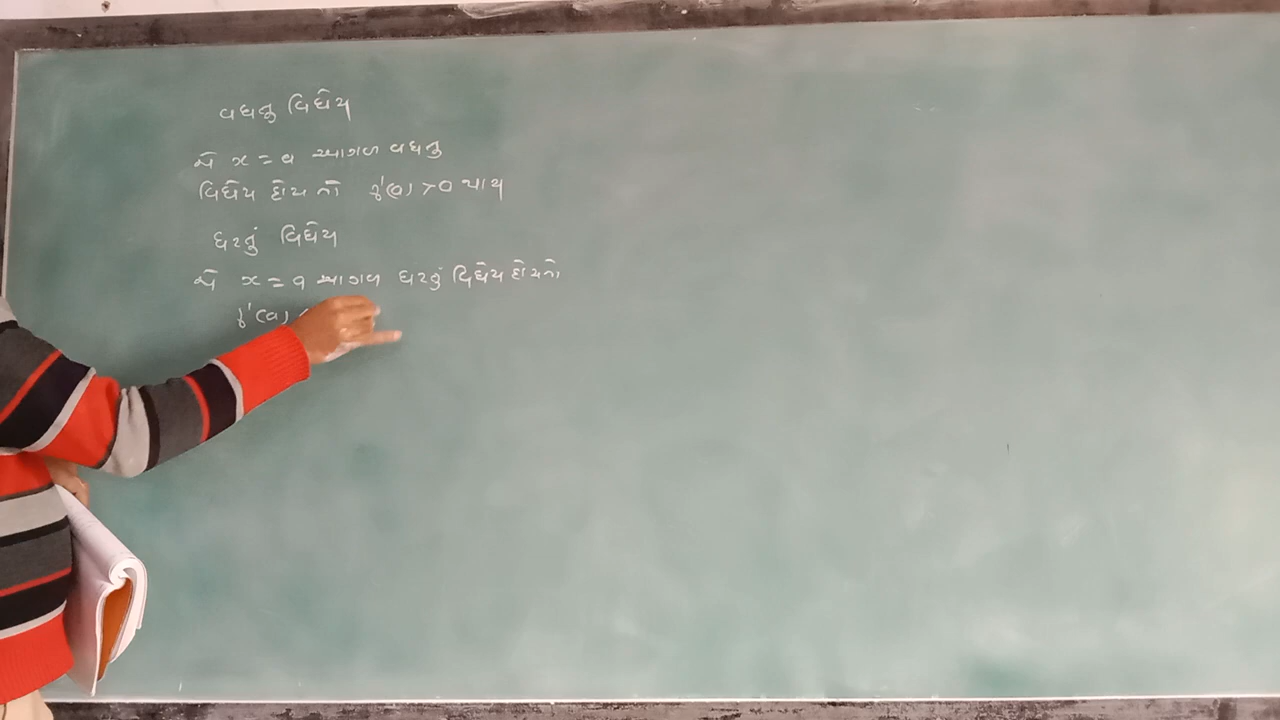 વધતુ વિધેય
જો x = a આગળ વધતુ
વિધેય હોય તો f'(a) > 0 થાય
ઘટતું વિધેય
જો x = a આગળ ઘટતું વિધેય હોય તો
f'(a) <